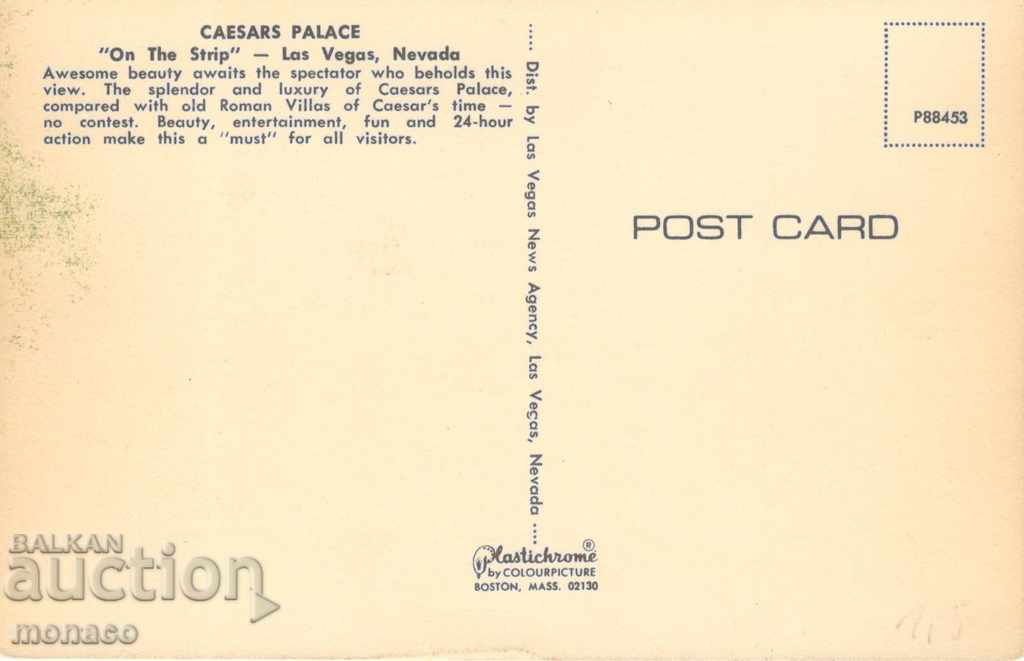 CAESARS PALACE
"On The Strip" — Las Vegas, Nevada
Awesome beauty awaits the spectator who beholds this
view. The splendor and luxury of Caesars Palace,
compared with old Roman Villas of Caesar's time —
no contest. Beauty, entertainment, fun and 24-hour
action make this a "must" for all visitors.
..... Dist. by Las Vegas News Agency, Las Vegas, Nevada .....
P88453
POST CARD
Plastichrome®
by COLOURPICTURE
BOSTON, MASS. 02130
BALKAN
auction
monaco
1,5